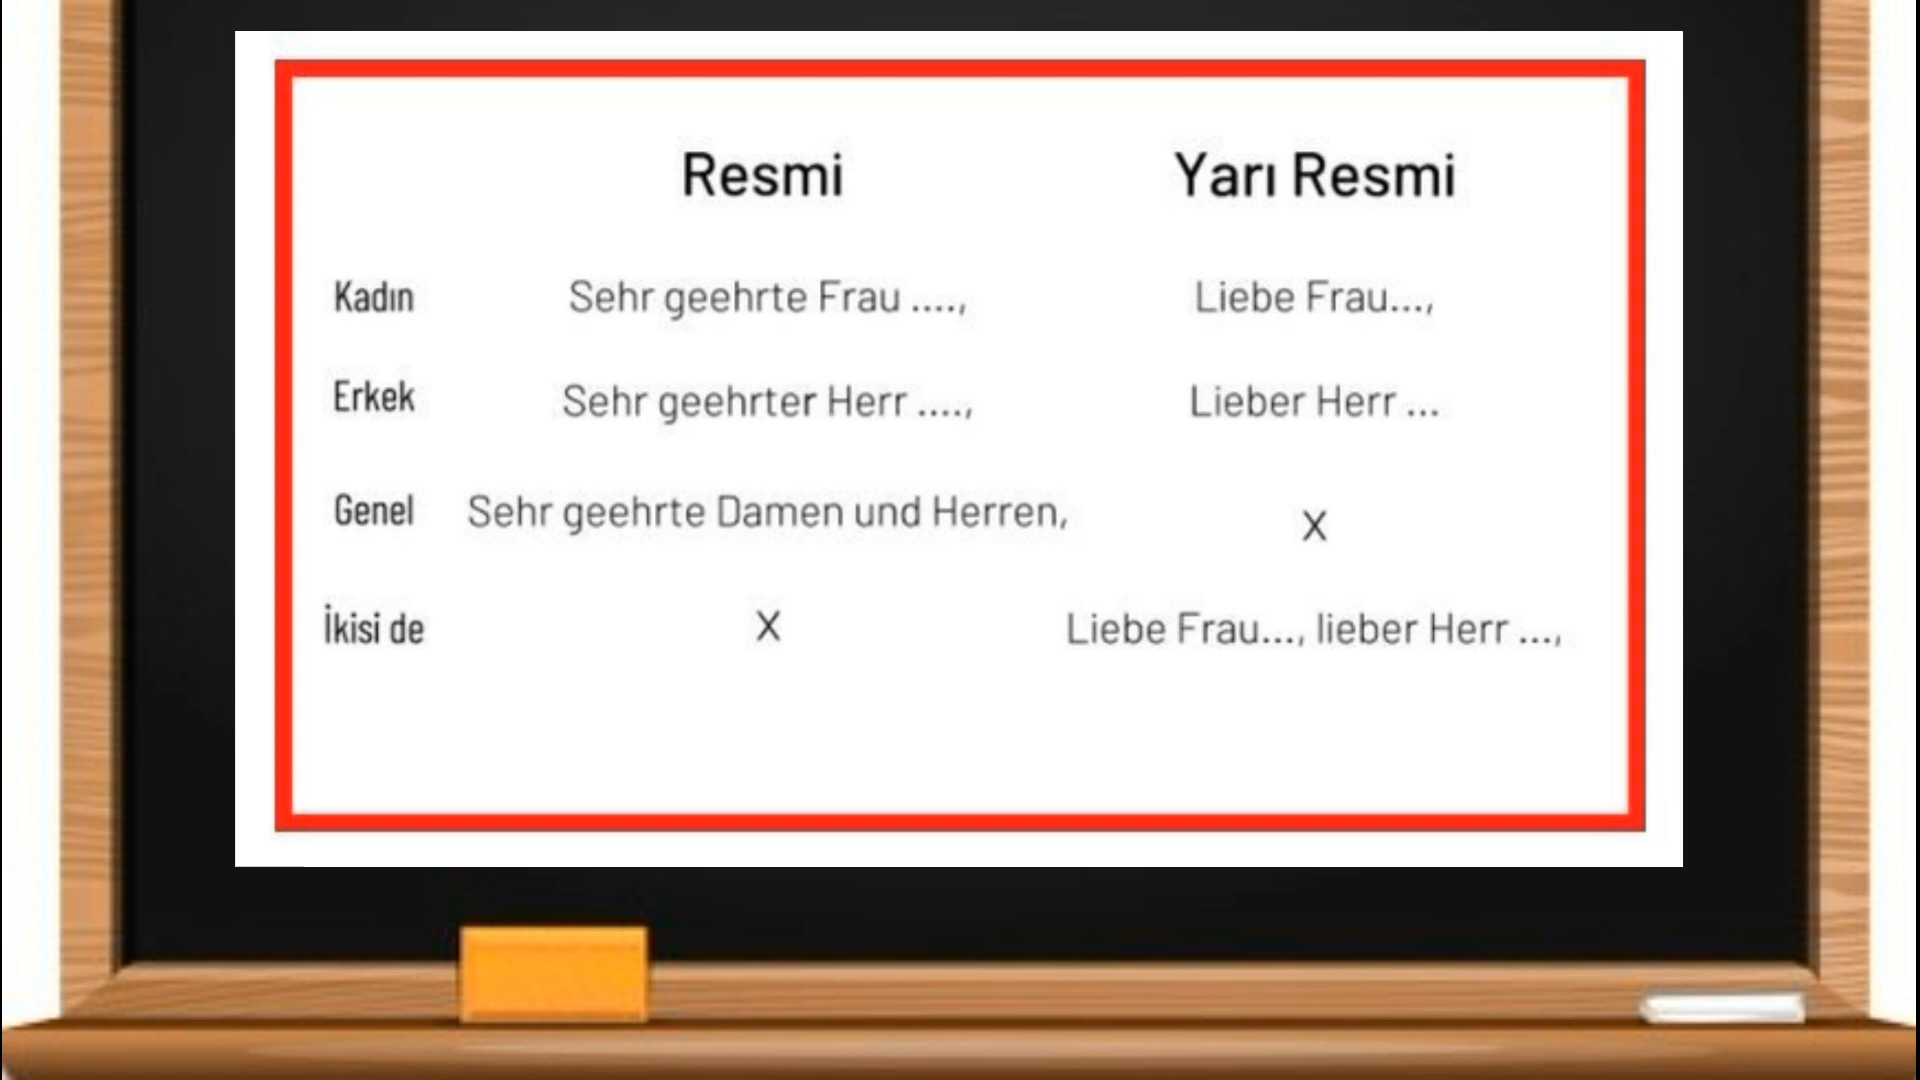 Resmi Yarı Resmi
Kadın Sehr geehrte Frau ...., Liebe Frau...,
Erkek Sehr geehrter Herr ...., Lieber Herr ...
Genel Sehr geehrte Damen und Herren, X
İkisi de X Liebe Frau..., lieber Herr ...,